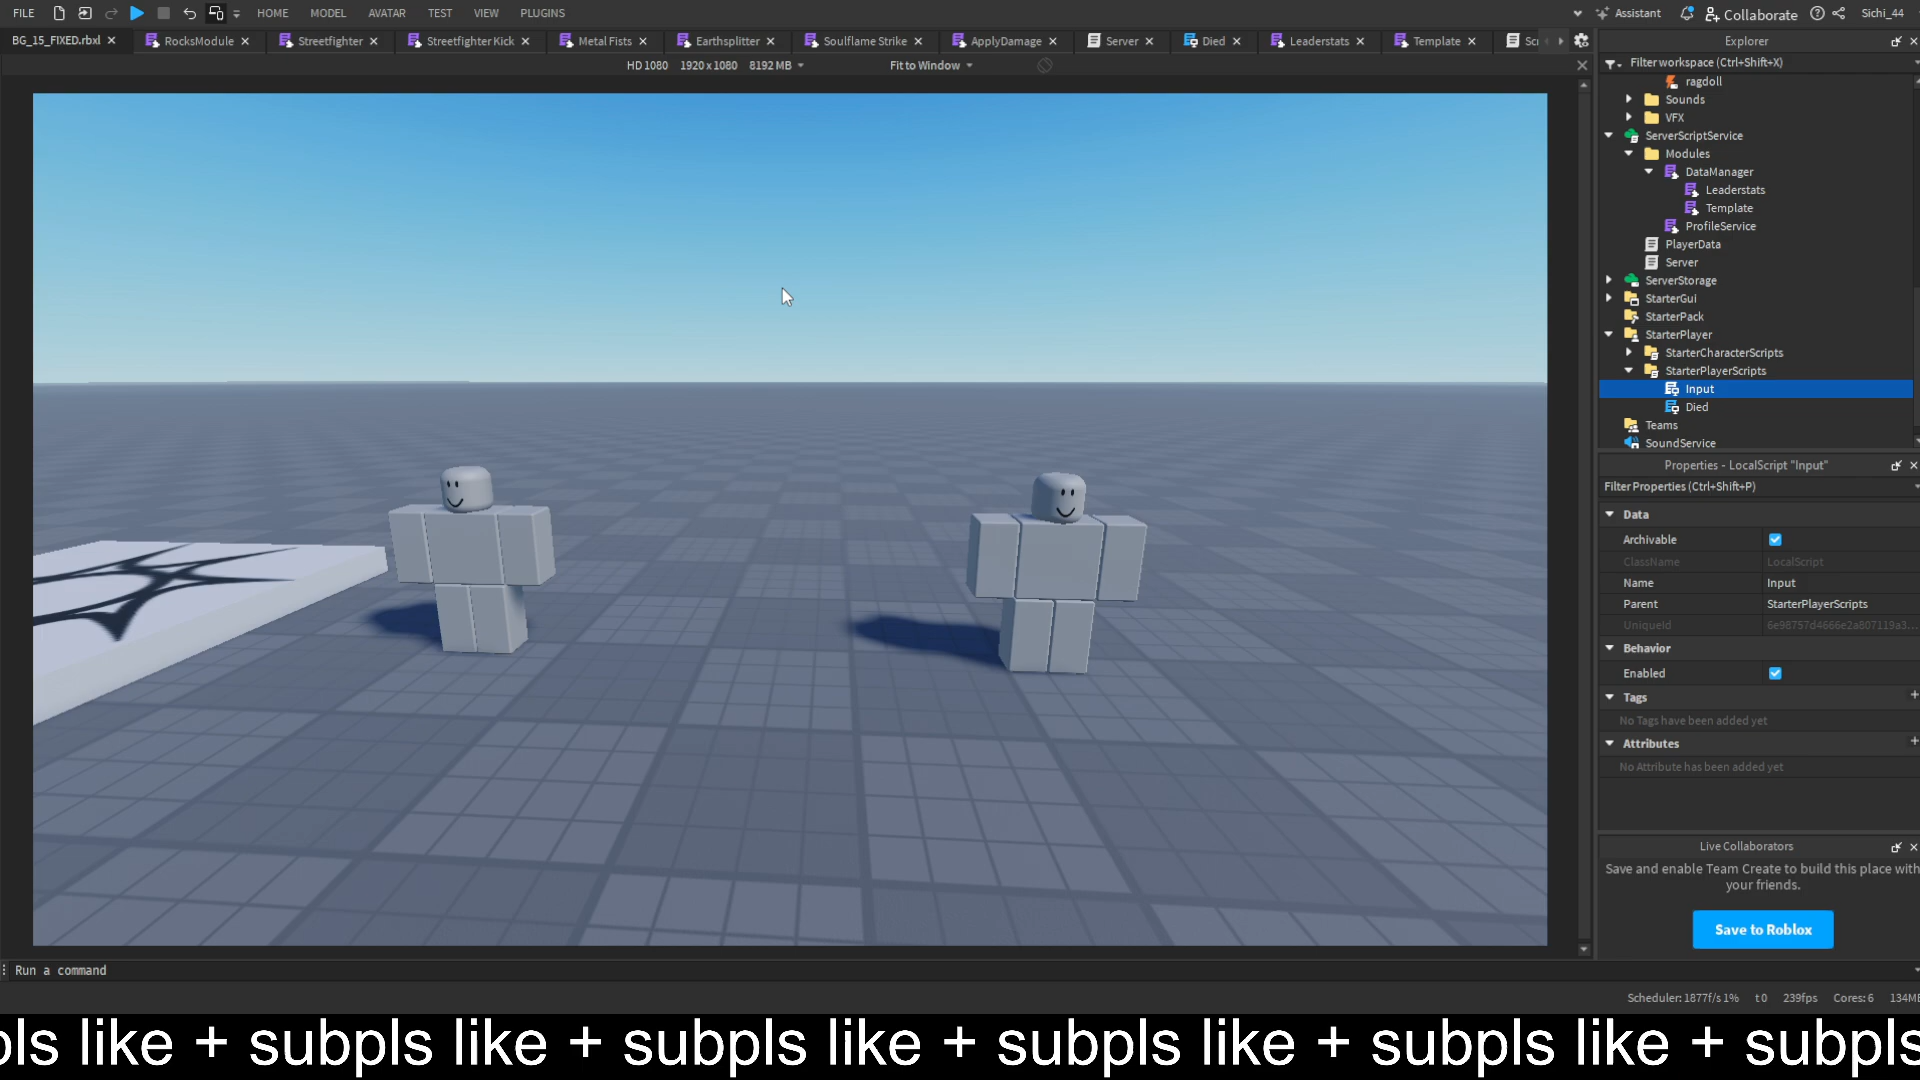 FILE HOME MODEL AVATAR TEST VIEW PLUGINS Assistant Collaborate Sichi_44
BG_15_FIXED.rbxl RocksModule Streetfighter Streetfighter Kick Metal Fists Earthsplitter Soulflame Strike ApplyDamage Server Died Leaderstats Template Sc
HD 1080 1920 x 1080 8192 MB Fit to Window
Explorer
Filter workspace (Ctrl+Shift+X)
ragdoll
Sounds
VFX
ServerScriptService
Modules
DataManager
Leaderstats
Template
ProfileService
PlayerData
Server
ServerStorage
StarterGui
StarterPack
StarterPlayer
StarterCharacterScripts
StarterPlayerScripts
Input
Died
Teams
SoundService
Properties - LocalScript "Input"
Filter Properties (Ctrl+Shift+P)
Data
Archivable
ClassName LocalScript
Name Input
Parent StarterPlayerScripts
UniqueId 6e98757d4666e2a807119a3...
Behavior
Enabled
Tags
No Tags have been added yet
Attributes
No Attribute has been added yet
Live Collaborators
Save and enable Team Create to build this place with
your friends.
Save to Roblox
Run a command
Scheduler: 1877f/s 1% t 0 239fps Cores: 6 134MB
pls like + subpls like + subpls like + subpls like + subpls like + subpls